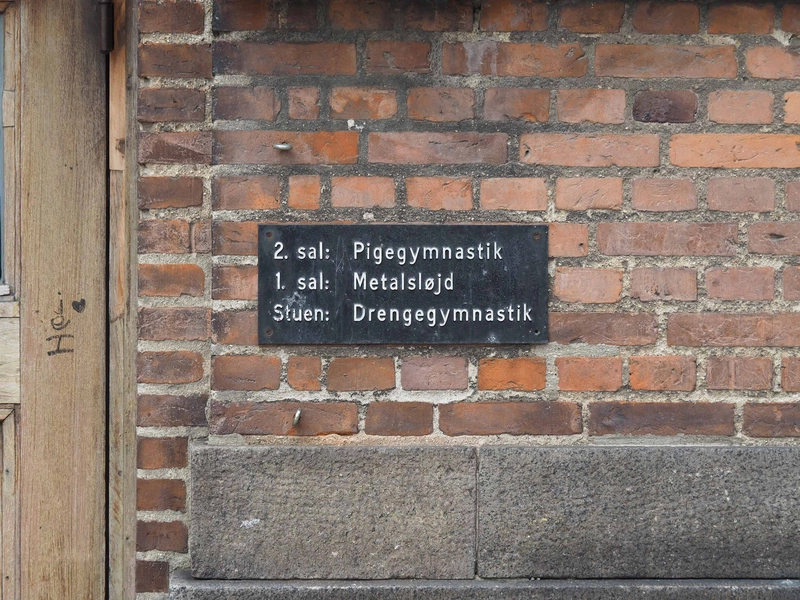 2. sal: Pigegymnastik
1. sal: Metalsløjd
Stuen: Drengegymnastik